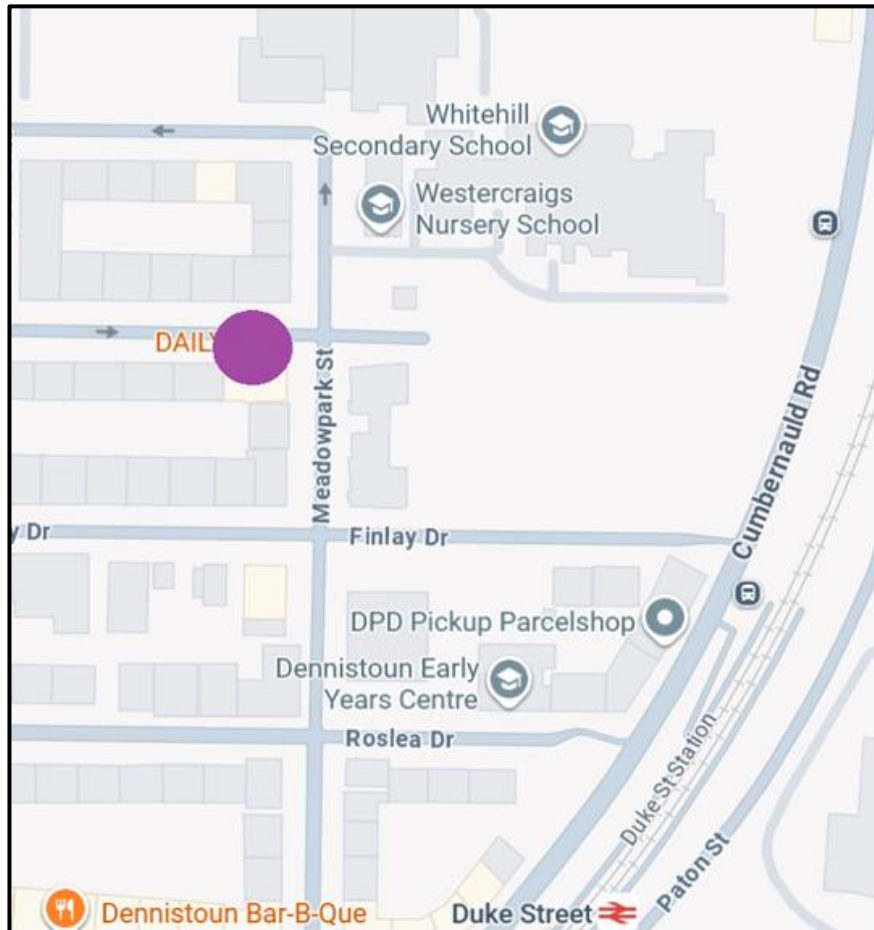 Whitehill
Secondary School
Westercraigs
Nursery School
DAILY
Meadowpark St
Cumbernauld Rd
y Dr
Finlay Dr
DPD Pickup Parcelshop
Dennistoun Early
Years Centre
Roslea Dr
Duke St Station
Paton St
Dennistoun Bar-B-Que
Duke Street